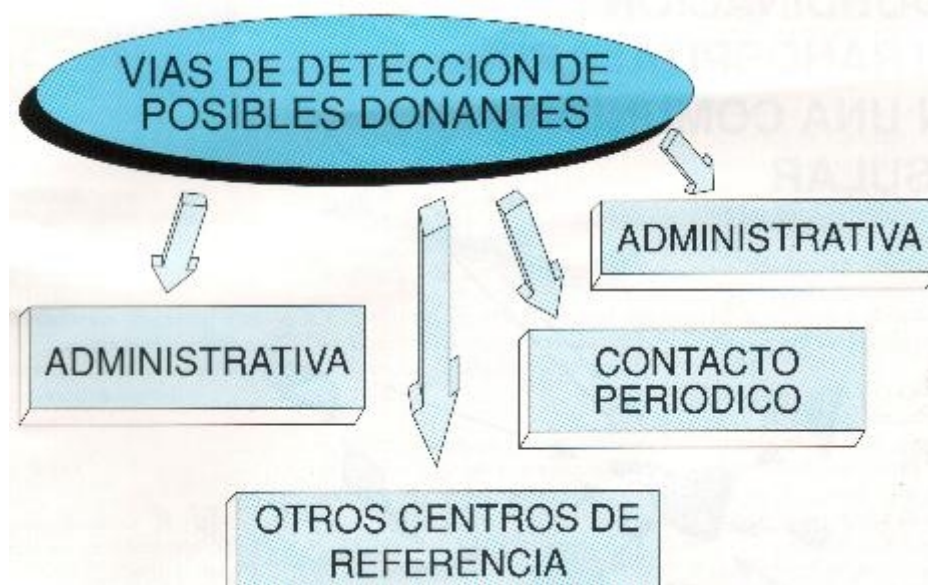 VIAS DE DETECCION DE
POSIBLES DONANTES
ADMINISTRATIVA
ADMINISTRATIVA
CONTACTO
PERIODICO
OTROS CENTROS DE
REFERENCIA